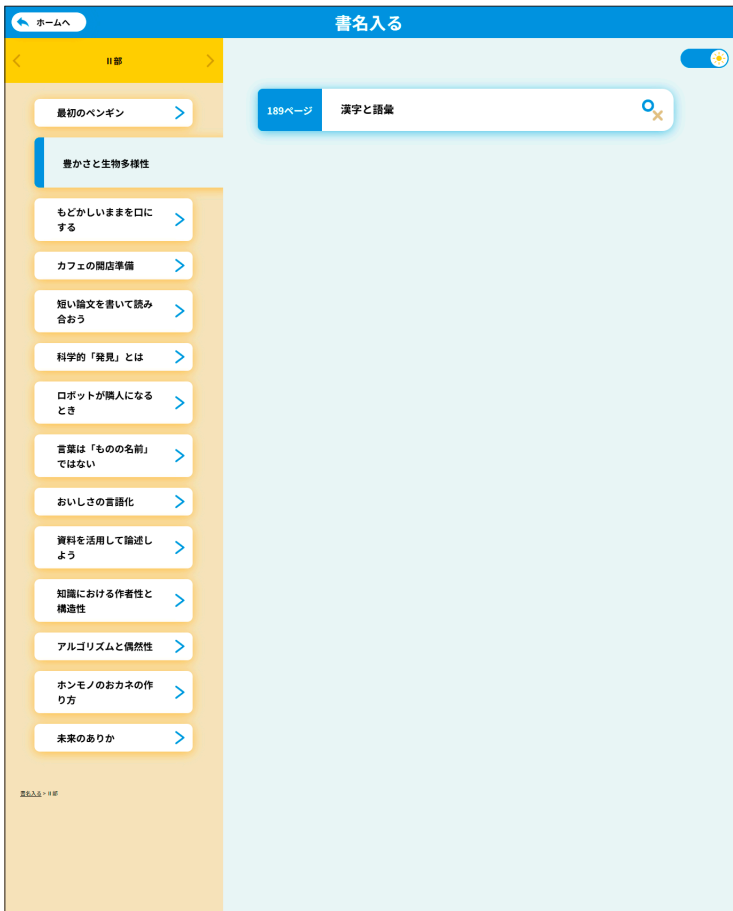 ホームへ
書名入る
II部
最初のペンギン
豊かさと生物多様性
もどかしいままを口に
する
カフェの開店準備
短い論文を書いて読み
合おう
科学的「発見」とは
ロボットが隣人になる
とき
言葉は「ものの名前」
ではない
おいしさの言語化
資料を活用して論述し
よう
知識における作者性と
構造性
アルゴリズムと偶然性
ホンモノのおカネの作
り方
未来のありか
書名入る > II部
189ページ 漢字と語彙